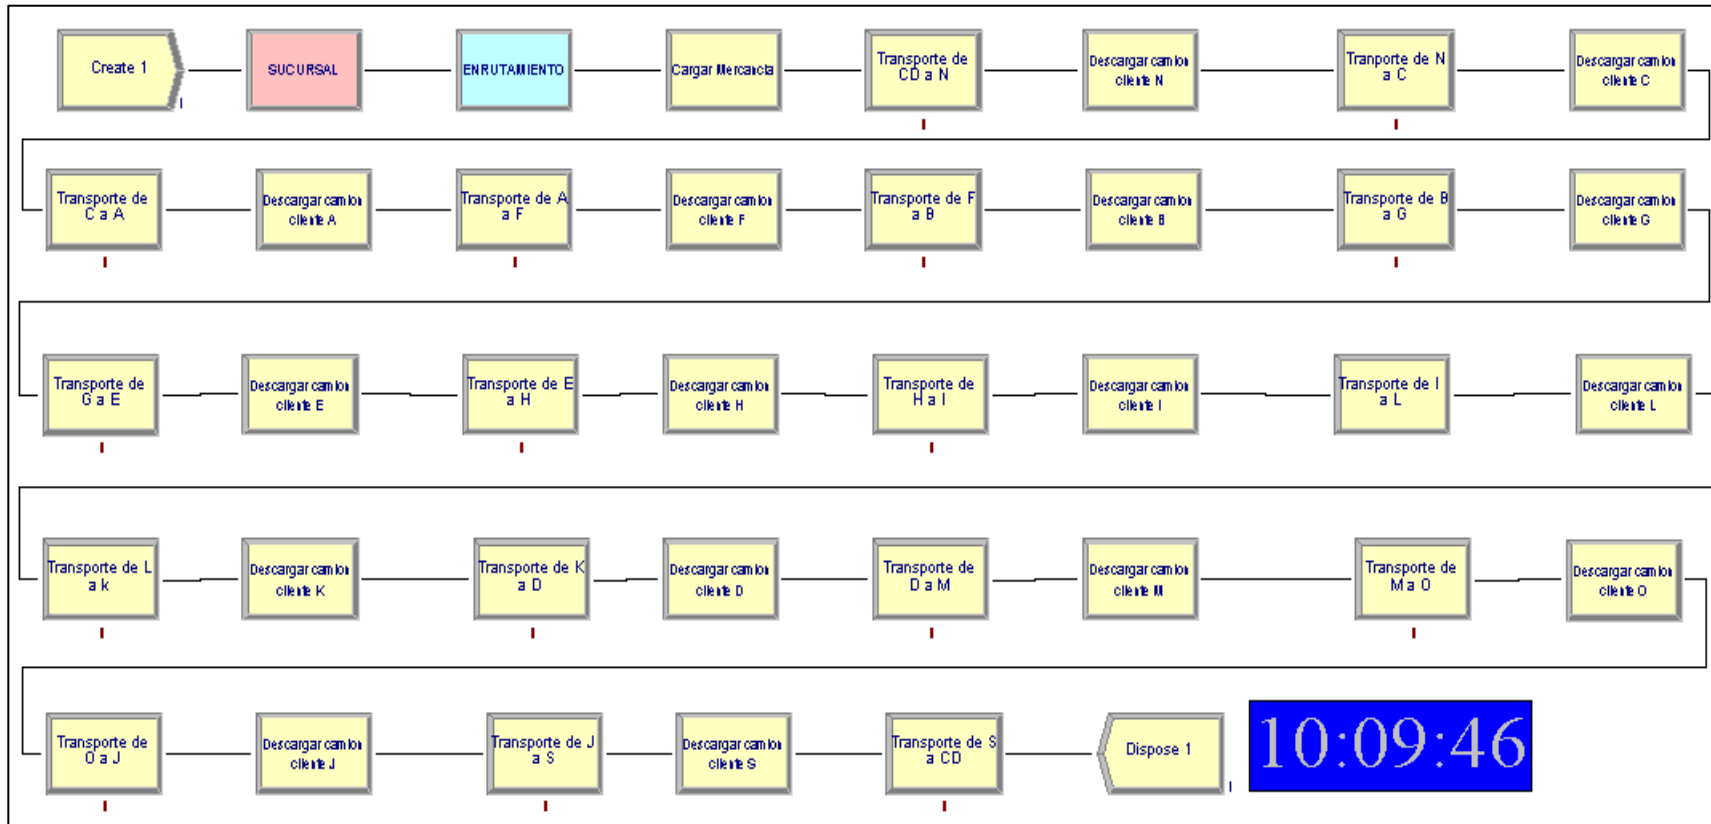 Create 1
SUCURSAL
ENRUTAMIENTO
Cargar Mercancia
Transporte de
CD a N
Descargar camion
cliente N
Tranporte de N
a C
Descargar camion
cliente C
Transporte de
C a A
Descargar camion
cliente A
Transporte de A
a F
Descargar camion
cliente F
Transporte de F
a B
Descargar camion
cliente B
Transporte de B
a G
Descargar camion
cliente G
Transporte de
G a E
Descargar camion
cliente E
Transporte de E
a H
Descargar camion
cliente H
Transporte de
H a I
Descargar camion
cliente I
Transporte de I
a L
Descargar camion
cliente L
Transporte de L
a k
Descargar camion
cliente K
Transporte de K
a D
Descargar camion
cliente D
Transporte de
D a M
Descargar camion
cliente M
Transporte de
M a O
Descargar camion
cliente O
Transporte de
O a J
Descargar camion
cliente J
Transporte de J
a S
Descargar camion
cliente S
Transporte de S
a CD
Dispose 1
10:09:46